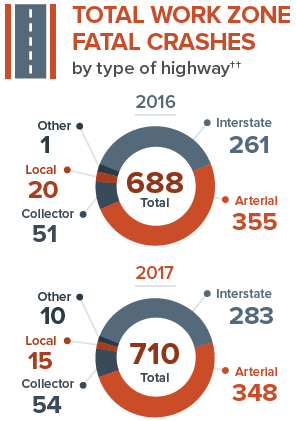 TOTAL WORK ZONE
FATAL CRASHES
by type of highway††
2016
Other
1
Interstate
261
Local
20
688
Total
Arterial
355
Collector
51
2017
Other
10
Interstate
283
Local
15
710
Total
Arterial
348
Collector
54